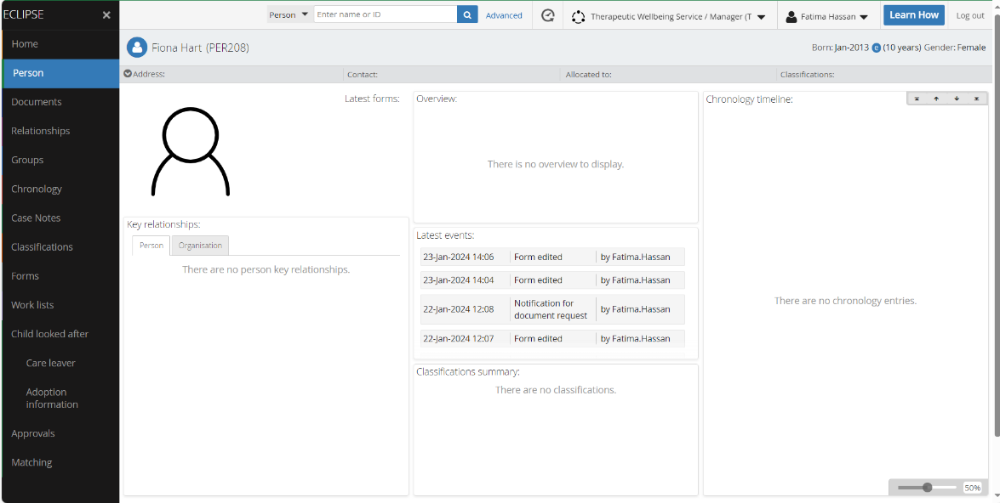 ECLIPSE ×
Person Enter name or ID Advanced Therapeutic Wellbeing Service / Manager (T Fatima Hassan Learn How Log out
Home
Person
Documents
Relationships
Groups
Chronology
Case Notes
Classifications
Forms
Work lists
Child looked after
Care leaver
Adoption
information
Approvals
Matching
Fiona Hart (PER208) Born: Jan-2013 e (10 years) Gender: Female
Address: Contact: Allocated to: Classifications:
Latest forms:
Key relationships:
Person Organisation
There are no person key relationships.
Overview:
There is no overview to display.
Latest events:
23-Jan-2024 14:06 Form edited by Fatima.Hassan
23-Jan-2024 14:04 Form edited by Fatima.Hassan
22-Jan-2024 12:08 Notification for
document request by Fatima.Hassan
22-Jan-2024 12:07 Form edited by Fatima.Hassan
Classifications summary:
There are no classifications.
Chronology timeline:
There are no chronology entries.
50%